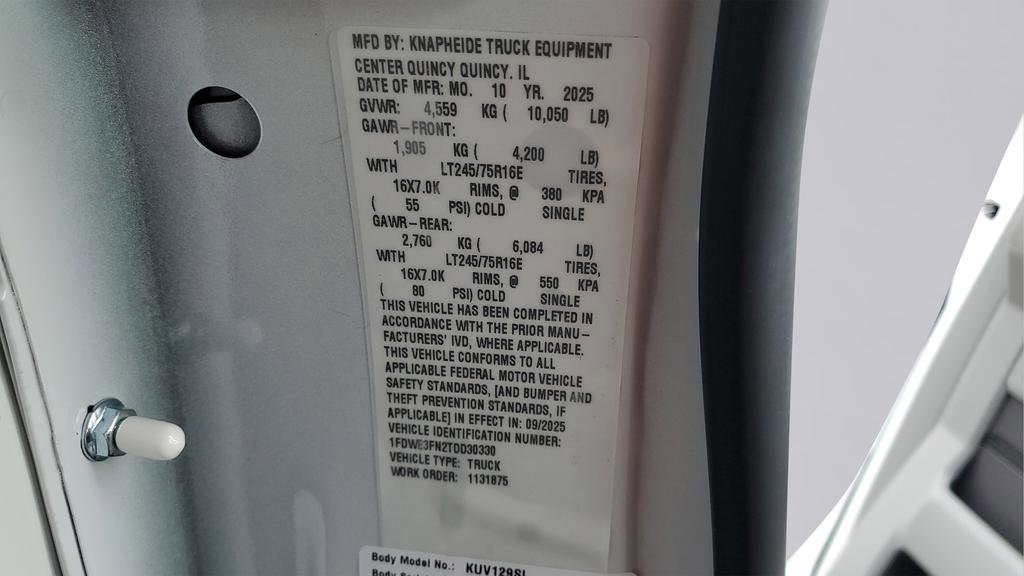 MFD BY: KNAPHEIDE TRUCK EQUIPMENT
CENTER QUINCY QUINCY. IL
DATE OF MFR: MO. 10 YR. 2025
GVWR: 4,559 KG ( 10,050 LB)
GAWR-FRONT:
1,905 KG ( 4,200 LB)
WITH LT245/75R16E TIRES,
16X7.0K RIMS, @ 380 KPA
( 55 PSI) COLD SINGLE
GAWR-REAR:
2,760 KG ( 6,084 LB)
WITH LT245/75R16E TIRES,
16X7.0K RIMS, @ 550 KPA
( 80 PSI) COLD SINGLE
THIS VEHICLE HAS BEEN COMPLETED IN
ACCORDANCE WITH THE PRIOR MANU-
FACTURERS' IVD, WHERE APPLICABLE.
THIS VEHICLE CONFORMS TO ALL
APPLICABLE FEDERAL MOTOR VEHICLE
SAFETY STANDARDS, [AND BUMPER AND
THEFT PREVENTION STANDARDS, IF
APPLICABLE] IN EFFECT IN: 09/2025
VEHICLE IDENTIFICATION NUMBER:
1FDWE3FN2TDD30330
VEHICLE TYPE: TRUCK
WORK ORDER: 1131875
Body Model No.: KUV129SL
Body